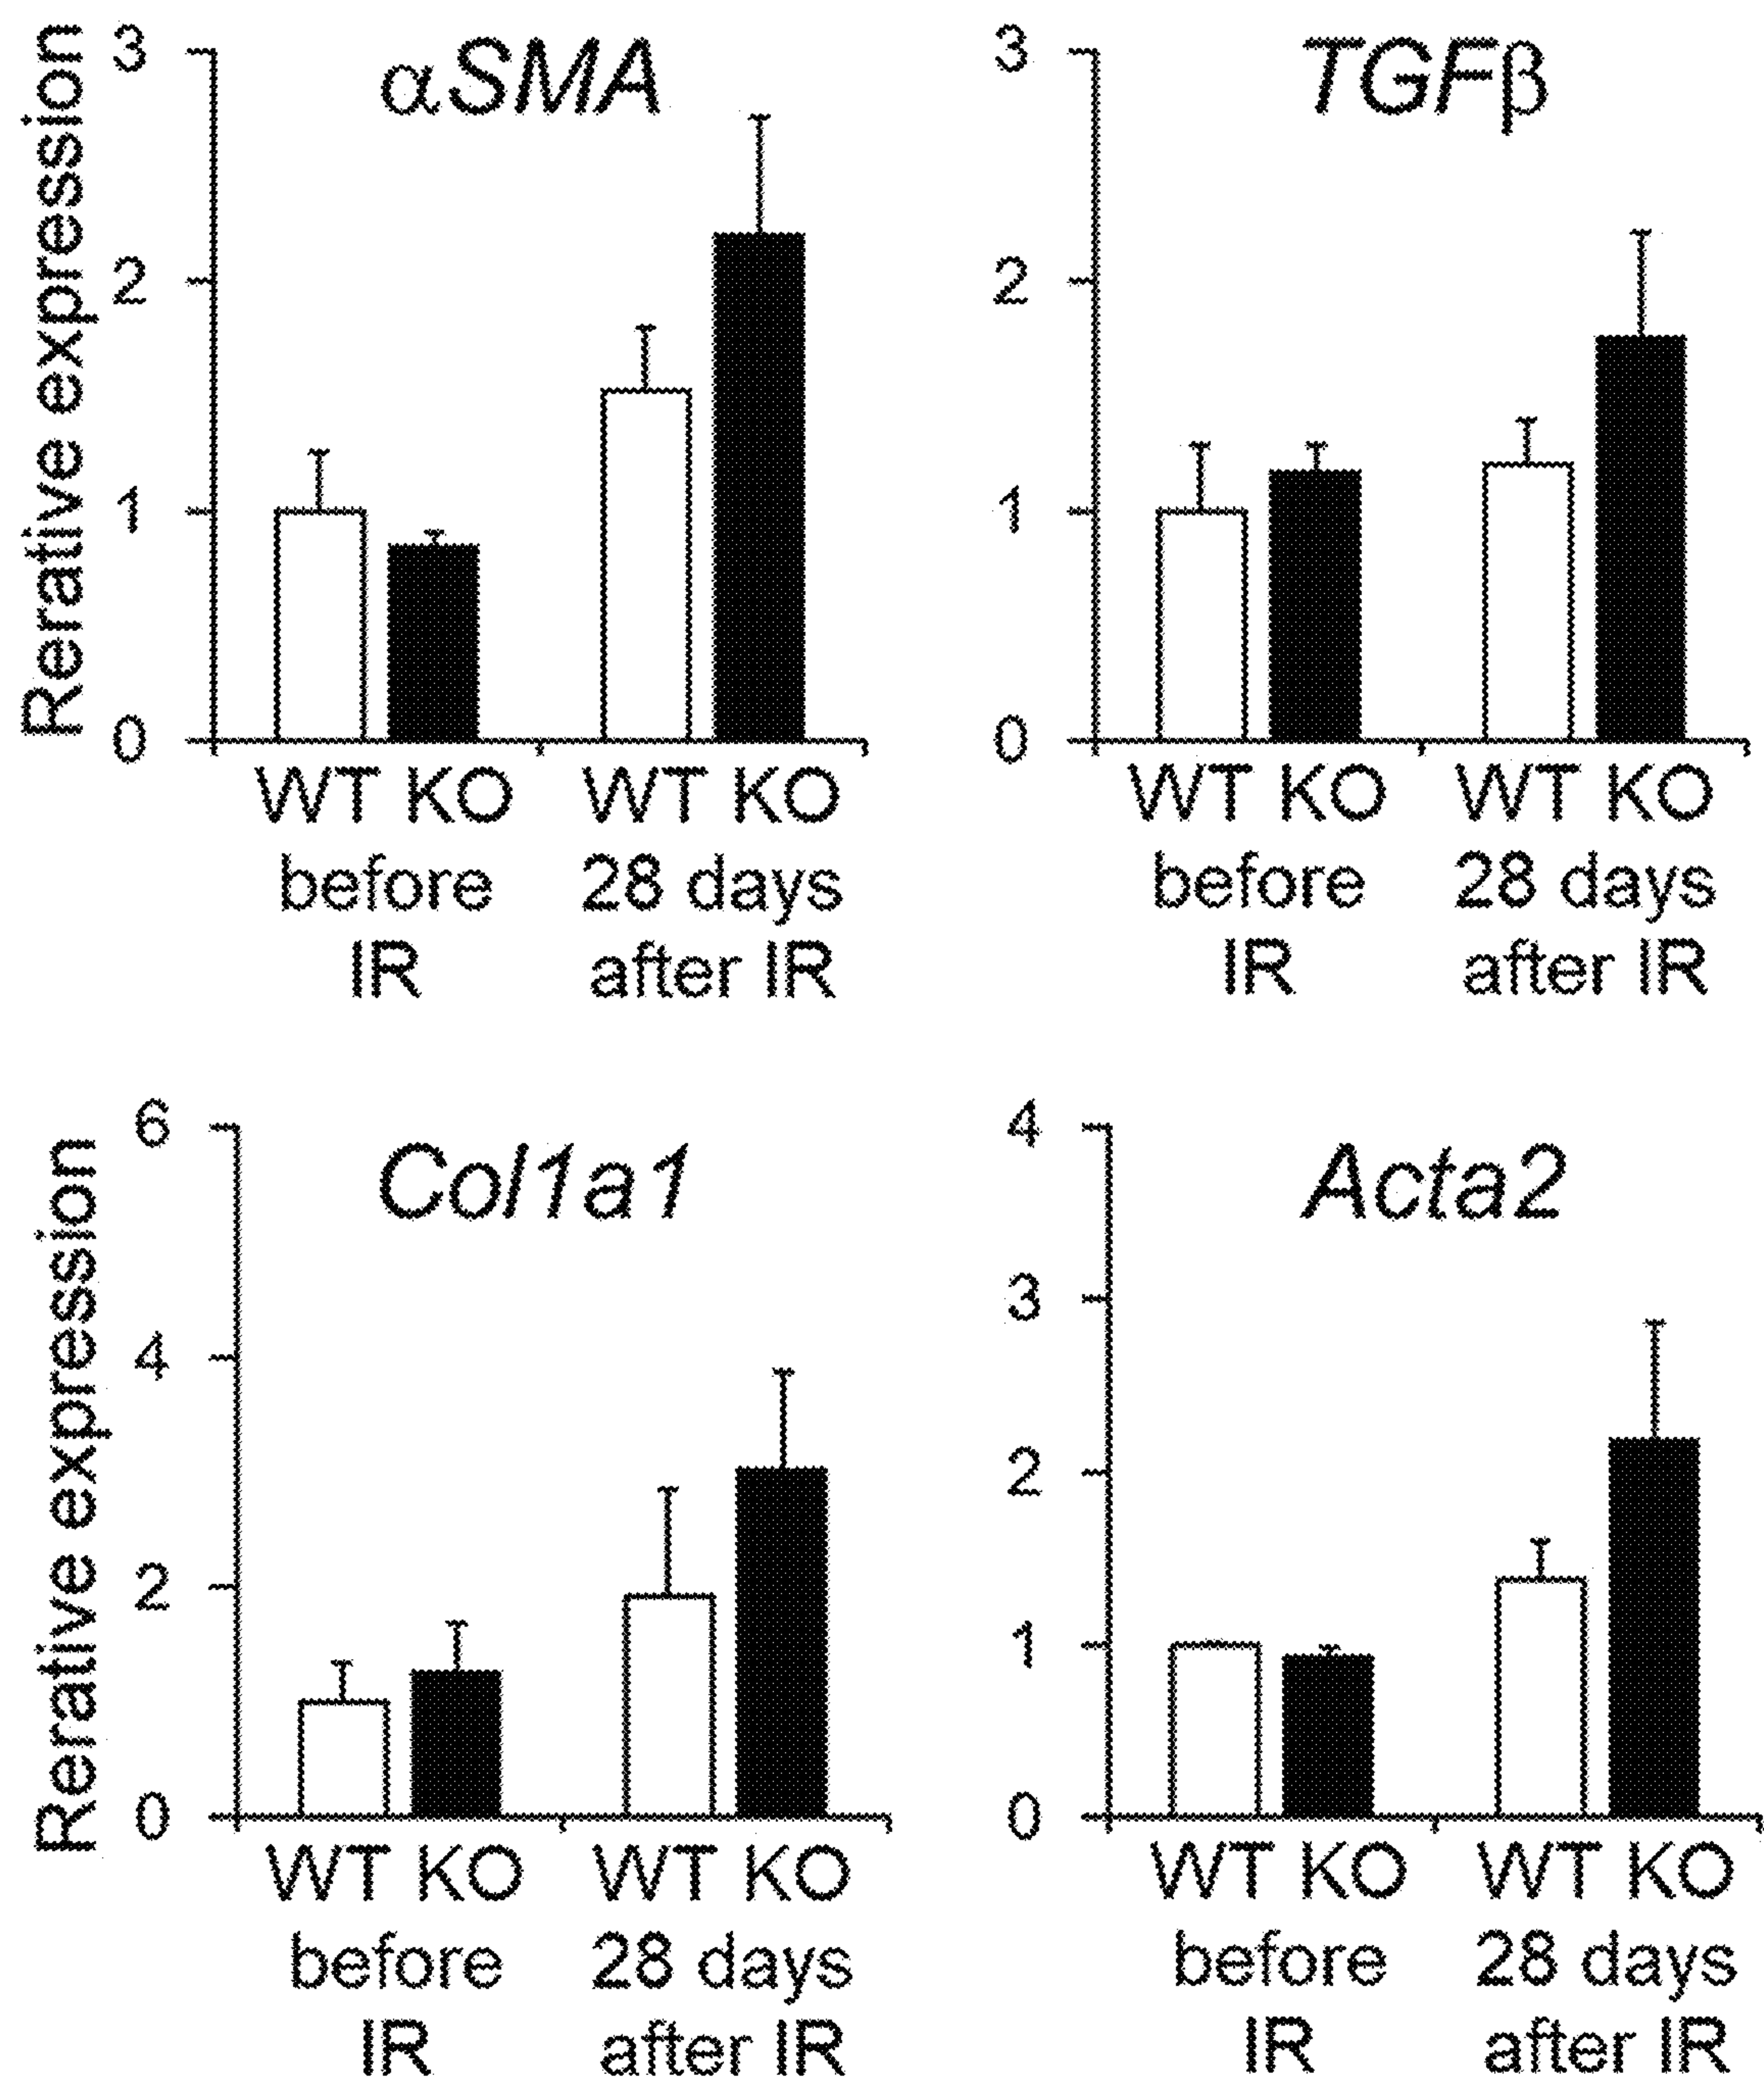 Rerative expression
αSMA
3
2
1
0
WT KO WT KO
before 28 days
IR after IR
TGFβ
3
2
1
0
WT KO WT KO
before 28 days
IR after IR
Rerative expression
Col1a1
6
4
2
0
WT KO WT KO
before 28 days
IR after IR
Acta2
4
3
2
1
0
WT KO WT KO
before 28 days
IR after IR